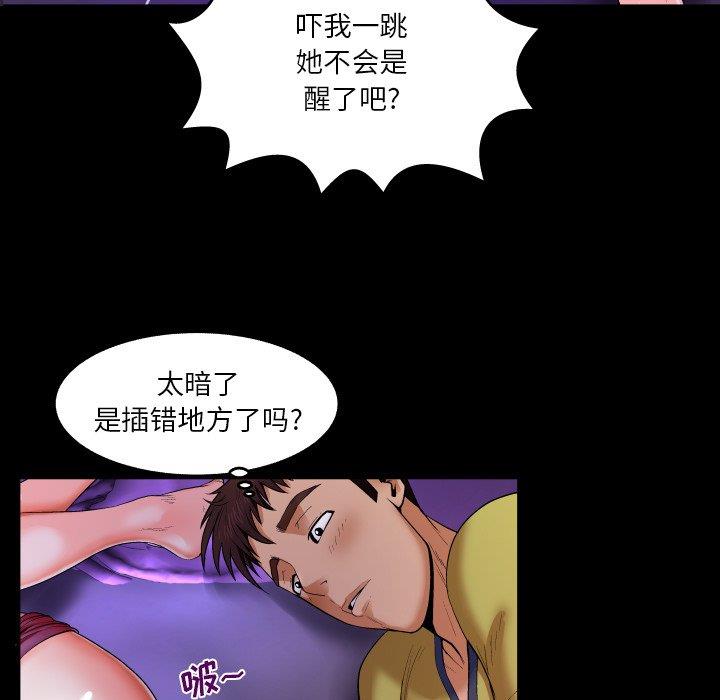 吓我一跳
她不会是
醒了吧?
太暗了
是插错地方了吗?
啵~